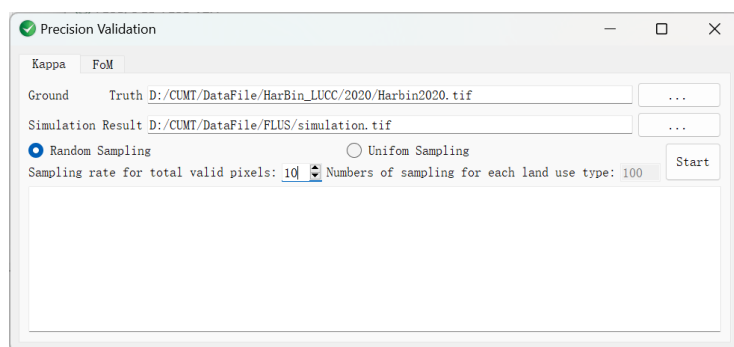 Precision Validation
Kappa FoM
Ground Truth D:/CUMT/DataFile/HarBin_LUCC/2020/Harbin2020.tif ...
Simulation Result D:/CUMT/DataFile/FLUS/simulation.tif ...
Random Sampling Unifom Sampling
Sampling rate for total valid pixels: 10 Numbers of sampling for each land use type: 100 Start